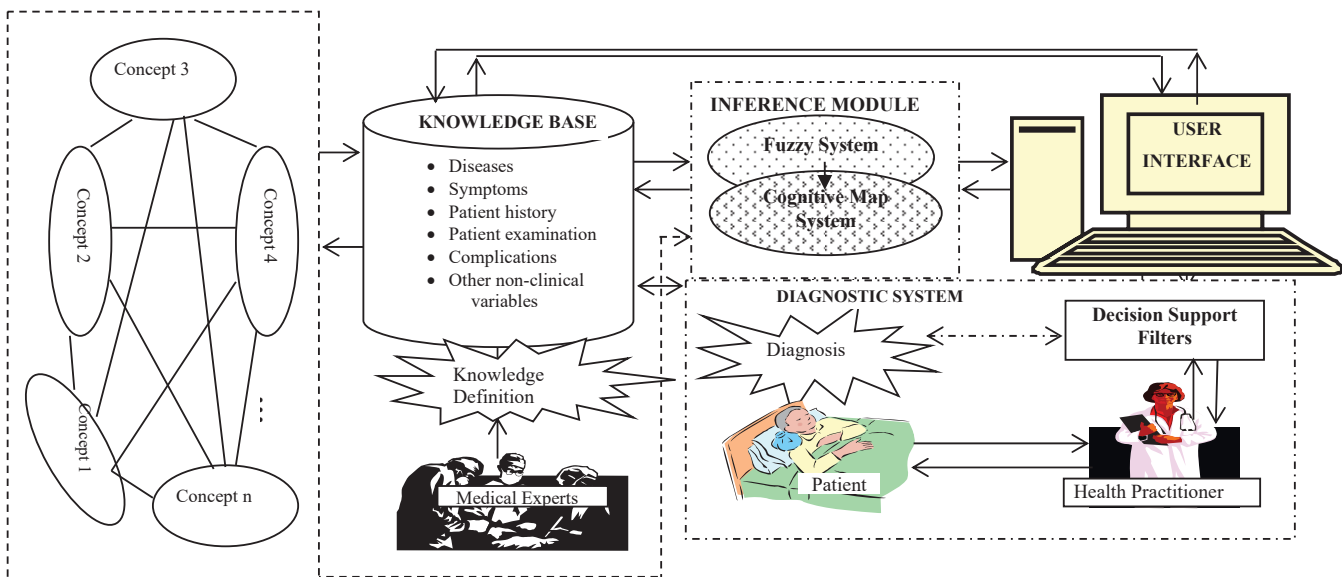 Concept 3
Concept 2
Concept 4
Concept 1
Concept n
...
KNOWLEDGE BASE
• Diseases
• Symptoms
• Patient history
• Patient examination
• Complications
• Other non-clinical
variables
Knowledge
Definition
Medical Experts
INFERENCE MODULE
Fuzzy System
Cognitive Map
System
USER
INTERFACE
DIAGNOSTIC SYSTEM
Diagnosis
Decision Support
Filters
Patient
Health Practitioner